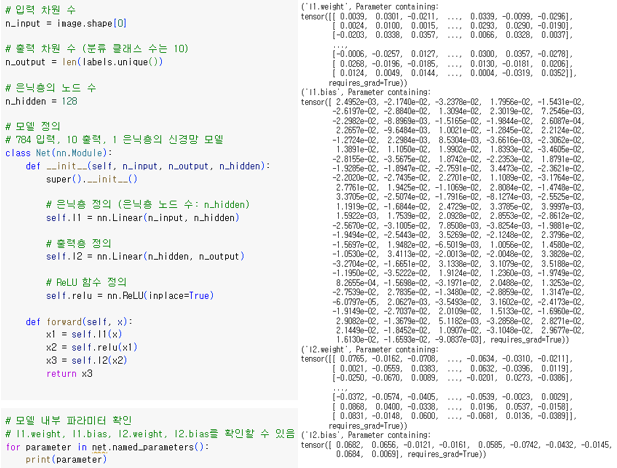 # 입력 차원 수
n_input = image.shape[0]
# 출력 차원 수 (분류 클래스 수는 10)
n_output = len(labels.unique())
# 은닉층의 노드 수
n_hidden = 128
# 모델 정의
# 784 입력, 10 출력, 1 은닉층의 신경망 모델
class Net(nn.Module):
def __init__(self, n_input, n_output, n_hidden):
super().__init__()
# 은닉층 정의 (은닉층 노드 수: n_hidden)
self.l1 = nn.Linear(n_input, n_hidden)
# 출력층 정의
self.l2 = nn.Linear(n_hidden, n_output)
# ReLU 함수 정의
self.relu = nn.ReLU(inplace=True)
def forward(self, x):
x1 = self.l1(x)
x2 = self.relu(x1)
x3 = self.l2(x2)
return x3
# 모델 내부 파라미터 확인
# l1.weight, l1.bias, l2.weight, l2.bias를 확인할 수 있음
for parameter in net.named_parameters():
print(parameter)
('l1.weight', Parameter containing:
tensor([[ 0.0039, 0.0301, -0.0211, ..., 0.0339, -0.0099, -0.0296],
[ 0.0024, 0.0100, 0.0015, ..., 0.0293, 0.0290, -0.0190],
[-0.0203, 0.0338, 0.0357, ..., 0.0066, 0.0328, 0.0037],
...,
[-0.0006, -0.0257, 0.0127, ..., 0.0300, 0.0357, -0.0278],
[ 0.0268, -0.0196, -0.0185, ..., 0.0130, -0.0181, 0.0206],
[ 0.0124, 0.0049, 0.0144, ..., 0.0004, -0.0319, 0.0352]],
requires_grad=True))
('l1.bias', Parameter containing:
tensor([ 2.4952e-03, -2.1740e-02, -3.2378e-02, 1.7956e-02, -1.5431e-02,
-2.6197e-02, -2.8840e-02, 1.3094e-02, 2.3019e-02, 7.2546e-03,
-2.2982e-02, -8.8969e-03, -1.5165e-02, -1.9844e-02, 2.6087e-04,
2.2657e-02, -9.6484e-03, 1.0021e-02, -1.2845e-02, 2.2124e-02,
-1.2724e-02, 2.2984e-03, 8.5304e-03, -3.6616e-03, -2.3062e-02,
1.3891e-02, 1.1050e-02, 1.9902e-02, 1.8393e-02, -3.4605e-02,
-2.8155e-02, -3.5675e-02, 1.8742e-02, -2.2353e-02, 1.8791e-02,
-1.9285e-02, -1.8947e-02, -2.7591e-02, 3.4473e-02, -2.3621e-02,
-2.2020e-02, -2.7435e-02, 2.2701e-02, 1.1089e-02, -3.1764e-02,
2.7761e-02, 1.9425e-02, -1.1069e-02, 2.8084e-02, -1.4748e-02,
3.3705e-02, -2.5074e-02, -1.7916e-02, -8.1274e-03, -2.5525e-02,
1.1919e-02, -1.6844e-02, 2.4729e-02, 3.3785e-02, 3.9997e-03,
1.5922e-03, 1.7539e-02, 2.0928e-02, 2.8553e-02, -2.8612e-02,
-2.5670e-02, -3.1005e-02, 7.8508e-03, -3.8254e-03, -1.9881e-02,
-1.9494e-02, -2.5443e-02, 3.5269e-02, -2.1248e-02, 2.3796e-02,
-1.5697e-02, 1.9482e-02, -6.5019e-03, 1.0056e-02, 1.4580e-02,
-1.0530e-02, 3.4113e-02, -2.0013e-02, -2.0048e-02, 3.3828e-02,
-3.2704e-02, -1.6651e-02, 3.1338e-02, 3.1079e-02, 3.5188e-02,
-1.1950e-02, -3.5222e-02, 1.9124e-02, 1.2360e-03, -1.9749e-02,
8.2655e-04, -1.5698e-02, -3.1971e-02, 2.0488e-02, 1.3253e-02,
-2.7539e-02, 2.7835e-02, -1.3480e-02, -2.8859e-02, 1.3147e-02,
-6.0797e-05, 2.0627e-03, -3.5493e-02, 3.1602e-02, -2.4173e-02,
-1.9149e-02, -2.7037e-02, 2.0109e-02, 1.5133e-02, -1.6960e-02,
2.9082e-02, -1.3679e-02, 5.1182e-03, -3.2858e-02, 2.8271e-02,
2.1449e-02, -1.8452e-02, 1.0907e-02, -3.1048e-02, 2.9677e-02,
1.6130e-02, -1.6593e-02, -9.0837e-03], requires_grad=True))
('l2.weight', Parameter containing:
tensor([[ 0.0765, -0.0162, -0.0708, ..., -0.0634, -0.0310, -0.0211],
[ 0.0021, -0.0559, 0.0383, ..., 0.0632, -0.0396, 0.0119],
[-0.0250, -0.0670, 0.0089, ..., -0.0201, 0.0273, -0.0386],
...,
[-0.0372, -0.0574, -0.0405, ..., -0.0539, -0.0023, 0.0029],
[ 0.0868, 0.0400, -0.0338, ..., 0.0196, 0.0537, -0.0158],
[ 0.0831, -0.0148, 0.0600, ..., -0.0681, 0.0136, -0.0389]],
requires_grad=True))
('l2.bias', Parameter containing:
tensor([ 0.0682, 0.0656, -0.0121, -0.0161, 0.0585, -0.0742, -0.0432, -0.0145,
0.0684, 0.0069], requires_grad=True))